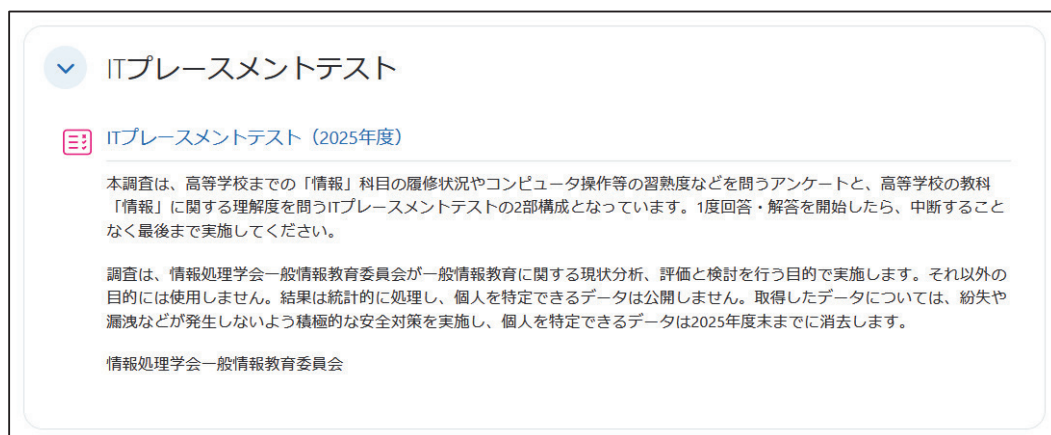 ITプレースメントテスト
ITプレースメントテスト（2025年度）
本調査は、高等学校までの「情報」科目の履修状況やコンピュータ操作等の習熟度などを問うアンケートと、高等学校の教科
「情報」に関する理解度を問うITプレースメントテストの2部構成となっています。1度回答・解答を開始したら、中断すること
なく最後まで実施してください。
調査は、情報処理学会一般情報教育委員会が一般情報教育に関する現状分析、評価と検討を行う目的で実施します。それ以外の
目的には使用しません。結果は統計的に処理し、個人を特定できるデータは公開しません。取得したデータについては、紛失や
漏洩などが発生しないよう積極的な安全対策を実施し、個人を特定できるデータは2025年度末までに消去します。
情報処理学会一般情報教育委員会